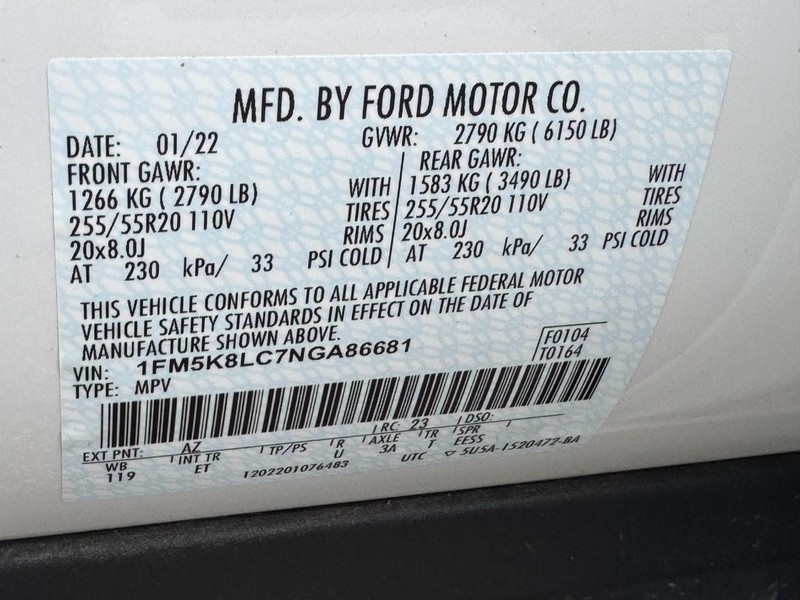 MFD. BY FORD MOTOR CO.
DATE: 01/22 GVWR: 2790 KG ( 6150 LB)
FRONT GAWR: REAR GAWR:
1266 KG ( 2790 LB) WITH 1583 KG ( 3490 LB) WITH
255/55R20 110V TIRES 255/55R20 110V TIRES
20x8.0J RIMS 20x8.0J RIMS
AT 230 kPa/ 33 PSI COLD AT 230 kPa/ 33 PSI COLD
THIS VEHICLE CONFORMS TO ALL APPLICABLE FEDERAL MOTOR
VEHICLE SAFETY STANDARDS IN EFFECT ON THE DATE OF
MANUFACTURE SHOWN ABOVE.
VIN: 1FM5K8LC7NGA86681 F0104
TYPE: MPV T0164
EXT PNT: AZ RC: 23 DSO:
WB INT TR TP/PS R AXLE TR SPR
119 ET U 3A T EESS
1202201076483 UTC ▽ 5U5A-1520472-BA